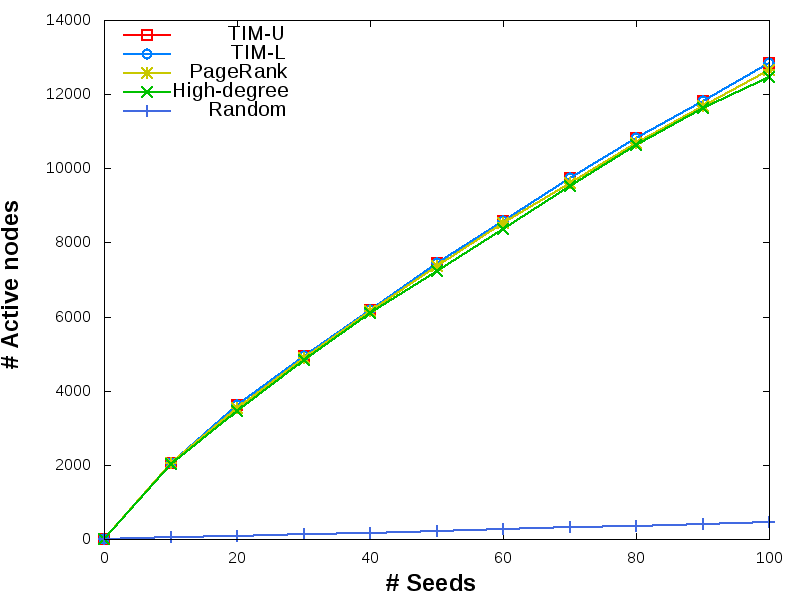 14000
12000
10000
8000
6000
4000
2000
0
# Active nodes
TIM-U
TIM-L
PageRank
High-degree
Random
0 20 40 60 80 100
# Seeds